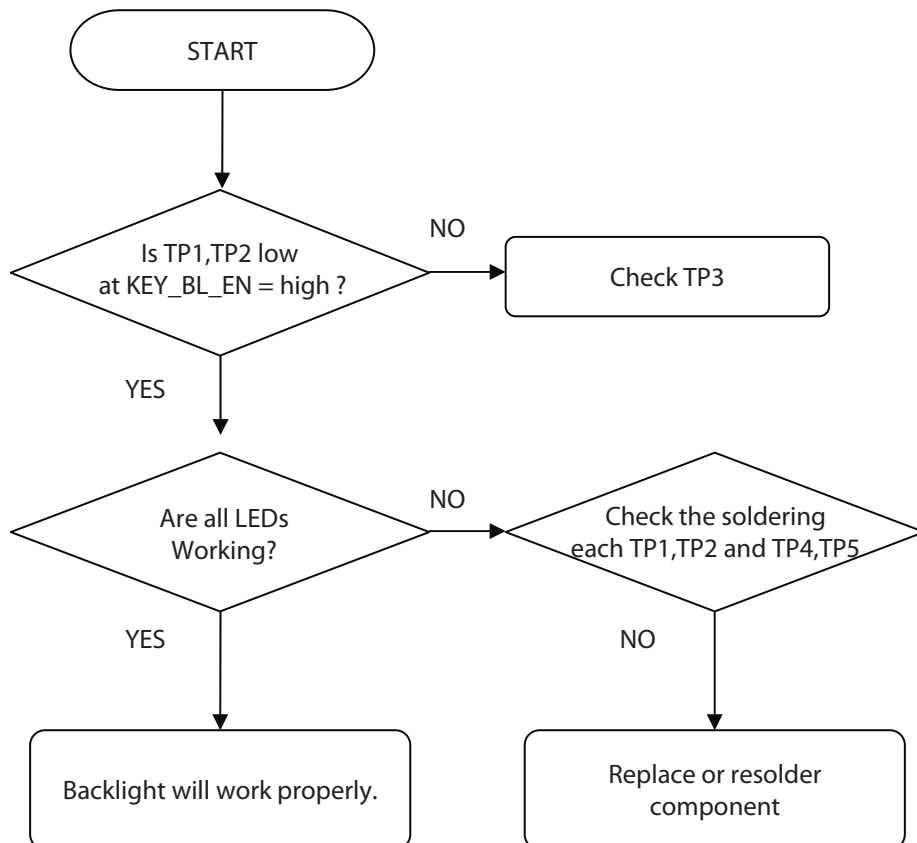 START
Is TP1,TP2 low
at KEY_BL_EN = high ?
NO
Check TP3
YES
Are all LEDs
Working?
NO
Check the soldering
each TP1,TP2 and TP4,TP5
YES
NO
Backlight will work properly.
Replace or resolder
component